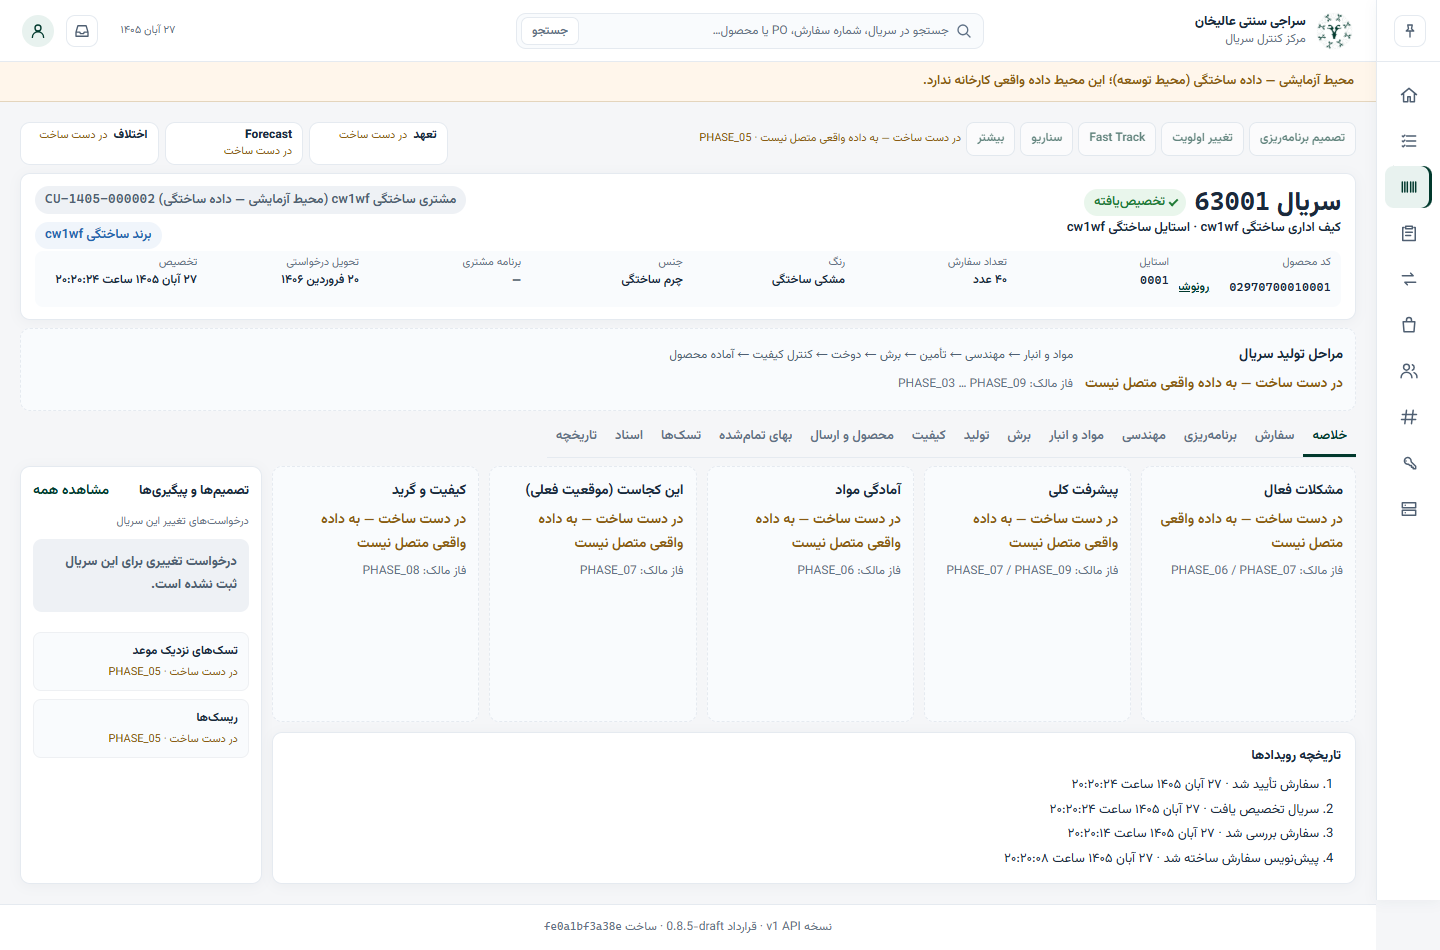 سراجی سنتی عالیخان
مرکز کنترل سریال
جستجو در سریال، شماره سفارش، PO یا محصول...
جستجو
۲۷ آبان ۱۴۰۵
محیط آزمایشی — داده ساختگی (محیط توسعه)؛ این محیط داده واقعی کارخانه ندارد.
تصمیم برنامه‌ریزی
تغییر اولویت
Fast Track
سناریو
بیشتر
در دست ساخت — به داده واقعی متصل نیست · PHASE_05
تعهد در دست ساخت
Forecast
در دست ساخت
اختلاف در دست ساخت
سریال 63001
✓ تخصیص‌یافته
کیف اداری ساختگی cw1wf · استایل ساختگی cw1wf
مشتری ساختگی cw1wf (محیط آزمایشی — داده ساختگی) CU-1405-000002
برند ساختگی cw1wf
کد محصول
02970700010001
رونوشـ
استایل
0001
تعداد سفارش
۴۰ عدد
رنگ
مشکی ساختگی
جنس
چرم ساختگی
برنامه مشتری
—
تحویل درخواستی
۲۰ فروردین ۱۴۰۶
تخصیص
۲۷ آبان ۱۴۰۵ ساعت ۲۰:۲۰:۲۴
مراحل تولید سریال
مواد و انبار ← مهندسی ← تأمین ← برش ← دوخت ← کنترل کیفیت ← آماده محصول
در دست ساخت — به داده واقعی متصل نیست
فاز مالک: PHASE_03 … PHASE_09
خلاصه
سفارش
برنامه‌ریزی
مهندسی
مواد و انبار
برش
تولید
کیفیت
محصول و ارسال
بهای تمام‌شده
تسک‌ها
اسناد
تاریخچه
مشکلات فعال
در دست ساخت — به داده واقعی
متصل نیست
فاز مالک: PHASE_06 / PHASE_07
پیشرفت کلی
در دست ساخت — به داده
واقعی متصل نیست
فاز مالک: PHASE_07 / PHASE_09
آمادگی مواد
در دست ساخت — به داده
واقعی متصل نیست
فاز مالک: PHASE_06
این کجاست (موقعیت فعلی)
در دست ساخت — به داده
واقعی متصل نیست
فاز مالک: PHASE_07
کیفیت و گرید
در دست ساخت — به داده
واقعی متصل نیست
فاز مالک: PHASE_08
تصمیم‌ها و پیگیری‌ها
مشاهده همه
درخواست‌های تغییر این سریال
درخواست تغییری برای این سریال
ثبت نشده است.
تسک‌های نزدیک موعد
در دست ساخت · PHASE_05
ریسک‌ها
در دست ساخت · PHASE_05
تاریخچه رویدادها
1. سفارش تأیید شد · ۲۷ آبان ۱۴۰۵ ساعت ۲۰:۲۰:۲۴
2. سریال تخصیص یافت · ۲۷ آبان ۱۴۰۵ ساعت ۲۰:۲۰:۲۴
3. سفارش بررسی شد · ۲۷ آبان ۱۴۰۵ ساعت ۲۰:۲۰:۱۴
4. پیش‌نویس سفارش ساخته شد · ۲۷ آبان ۱۴۰۵ ساعت ۲۰:۲۰:۰۸
نسخه v1 API · قرارداد 0.8.5-draft · ساخت fe0a1bf3a38e